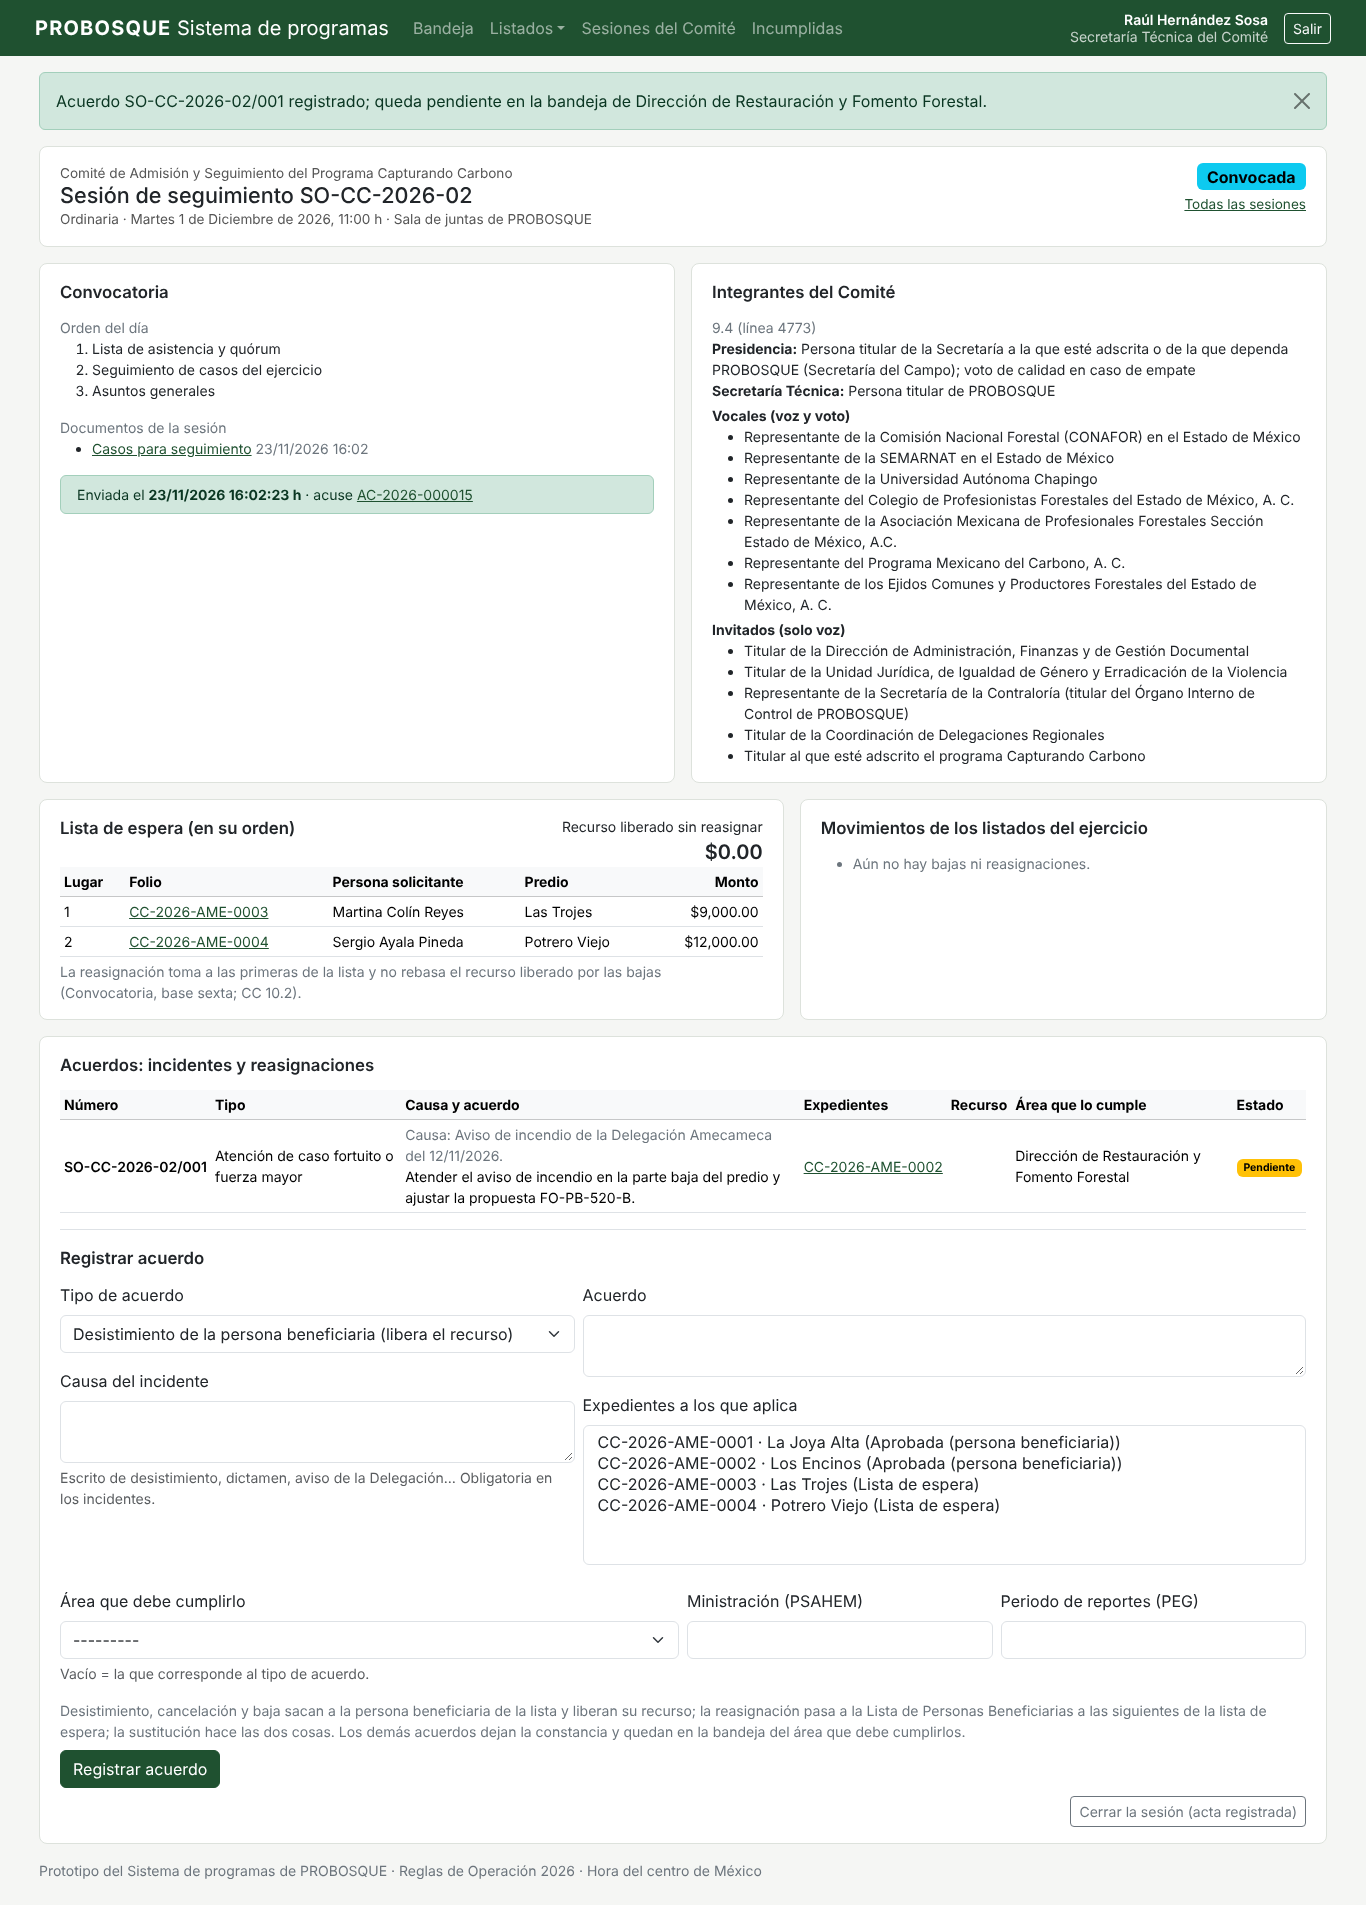 PROBOSQUE Sistema de programas
Bandeja
Listados
Sesiones del Comité
Incumplidas
Raúl Hernández Sosa
Secretaría Técnica del Comité
Salir
Acuerdo SO-CC-2026-02/001 registrado; queda pendiente en la bandeja de Dirección de Restauración y Fomento Forestal.
Comité de Admisión y Seguimiento del Programa Capturando Carbono
Sesión de seguimiento SO-CC-2026-02
Ordinaria · Martes 1 de Diciembre de 2026, 11:00 h · Sala de juntas de PROBOSQUE
Convocada
Todas las sesiones
Convocatoria
Orden del día
1. Lista de asistencia y quórum
2. Seguimiento de casos del ejercicio
3. Asuntos generales
Documentos de la sesión
Casos para seguimiento 23/11/2026 16:02
Enviada el 23/11/2026 16:02:23 h · acuse AC-2026-000015
Integrantes del Comité
9.4 (línea 4773)
Presidencia: Persona titular de la Secretaría a la que esté adscrita o de la que dependa
PROBOSQUE (Secretaría del Campo); voto de calidad en caso de empate
Secretaría Técnica: Persona titular de PROBOSQUE
Vocales (voz y voto)
Representante de la Comisión Nacional Forestal (CONAFOR) en el Estado de México
Representante de la SEMARNAT en el Estado de México
Representante de la Universidad Autónoma Chapingo
Representante del Colegio de Profesionistas Forestales del Estado de México, A. C.
Representante de la Asociación Mexicana de Profesionales Forestales Sección
Estado de México, A.C.
Representante del Programa Mexicano del Carbono, A. C.
Representante de los Ejidos Comunes y Productores Forestales del Estado de
México, A. C.
Invitados (solo voz)
Titular de la Dirección de Administración, Finanzas y de Gestión Documental
Titular de la Unidad Jurídica, de Igualdad de Género y Erradicación de la Violencia
Representante de la Secretaría de la Contraloría (titular del Órgano Interno de
Control de PROBOSQUE)
Titular de la Coordinación de Delegaciones Regionales
Titular al que esté adscrito el programa Capturando Carbono
Lista de espera (en su orden)
Recurso liberado sin reasignar
$0.00
Lugar Folio Persona solicitante Predio Monto
1 CC-2026-AME-0003 Martina Colín Reyes Las Trojes $9,000.00
2 CC-2026-AME-0004 Sergio Ayala Pineda Potrero Viejo $12,000.00
La reasignación toma a las primeras de la lista y no rebasa el recurso liberado por las bajas
(Convocatoria, base sexta; CC 10.2).
Movimientos de los listados del ejercicio
Aún no hay bajas ni reasignaciones.
Acuerdos: incidentes y reasignaciones
Número Tipo Causa y acuerdo Expedientes Recurso Área que lo cumple Estado
SO-CC-2026-02/001
Atención de caso fortuito o
fuerza mayor
Causa: Aviso de incendio de la Delegación Amecameca
del 12/11/2026.
Atender el aviso de incendio en la parte baja del predio y
ajustar la propuesta FO-PB-520-B.
CC-2026-AME-0002
Dirección de Restauración y
Fomento Forestal
Pendiente
Registrar acuerdo
Tipo de acuerdo
Desistimiento de la persona beneficiaria (libera el recurso)
Causa del incidente
Escrito de desistimiento, dictamen, aviso de la Delegación... Obligatoria en
los incidentes.
Acuerdo
Expedientes a los que aplica
CC-2026-AME-0001 · La Joya Alta (Aprobada (persona beneficiaria))
CC-2026-AME-0002 · Los Encinos (Aprobada (persona beneficiaria))
CC-2026-AME-0003 · Las Trojes (Lista de espera)
CC-2026-AME-0004 · Potrero Viejo (Lista de espera)
Área que debe cumplirlo
---------
Vacío = la que corresponde al tipo de acuerdo.
Ministración (PSAHEM)
Periodo de reportes (PEG)
Desistimiento, cancelación y baja sacan a la persona beneficiaria de la lista y liberan su recurso; la reasignación pasa a la Lista de Personas Beneficiarias a las siguientes de la lista de
espera; la sustitución hace las dos cosas. Los demás acuerdos dejan la constancia y quedan en la bandeja del área que debe cumplirlos.
Registrar acuerdo
Cerrar la sesión (acta registrada)
Prototipo del Sistema de programas de PROBOSQUE · Reglas de Operación 2026 · Hora del centro de México